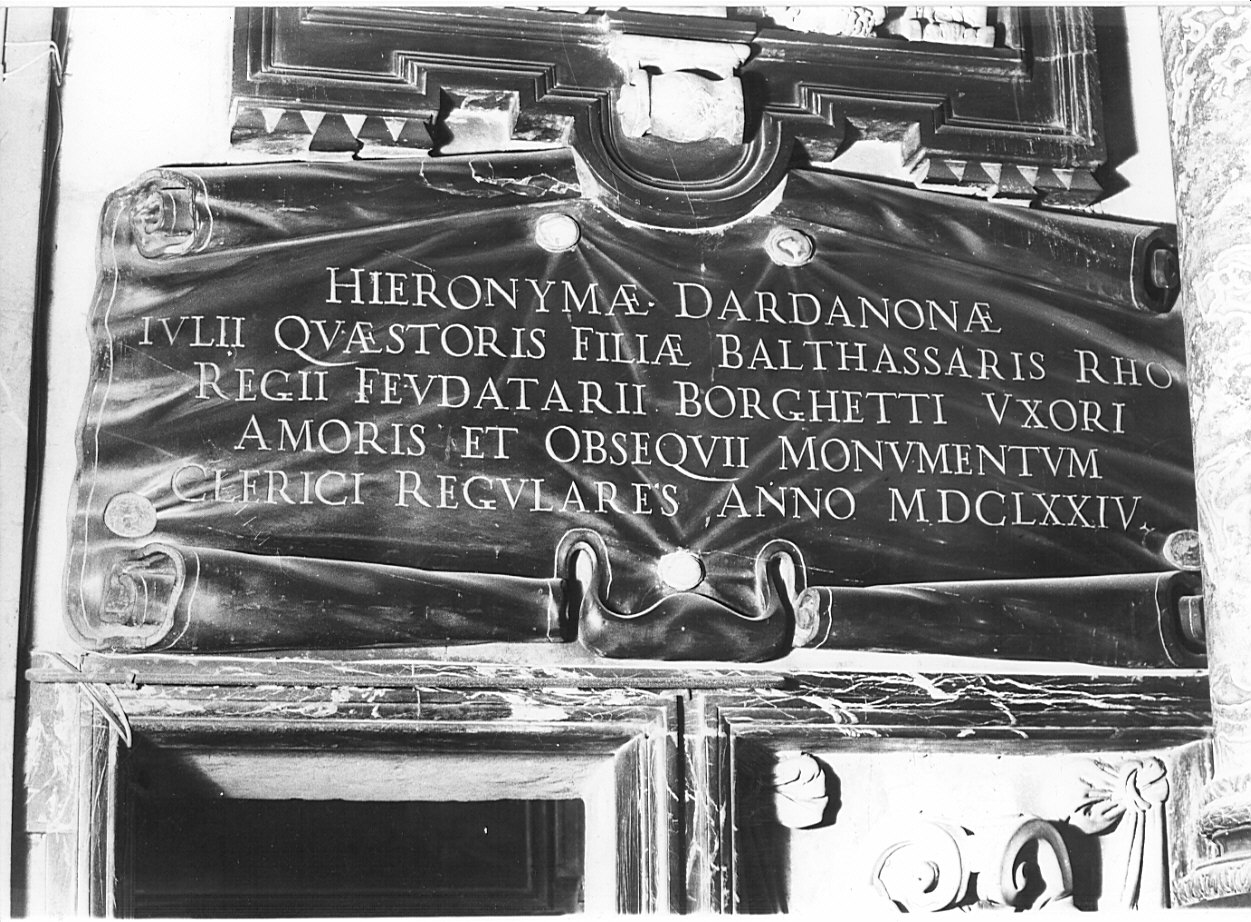 HIERONYMÆ · DARDANONÆ
IVLII QVÆSTORIS FILIÆ BALTHASSARIS RHO
REGII FEVDATARII BORGHETTI VXORI
AMORIS ET OBSEQVII MONVMENTVM
CLERICI REGVLARES ANNO MDCLXXIV